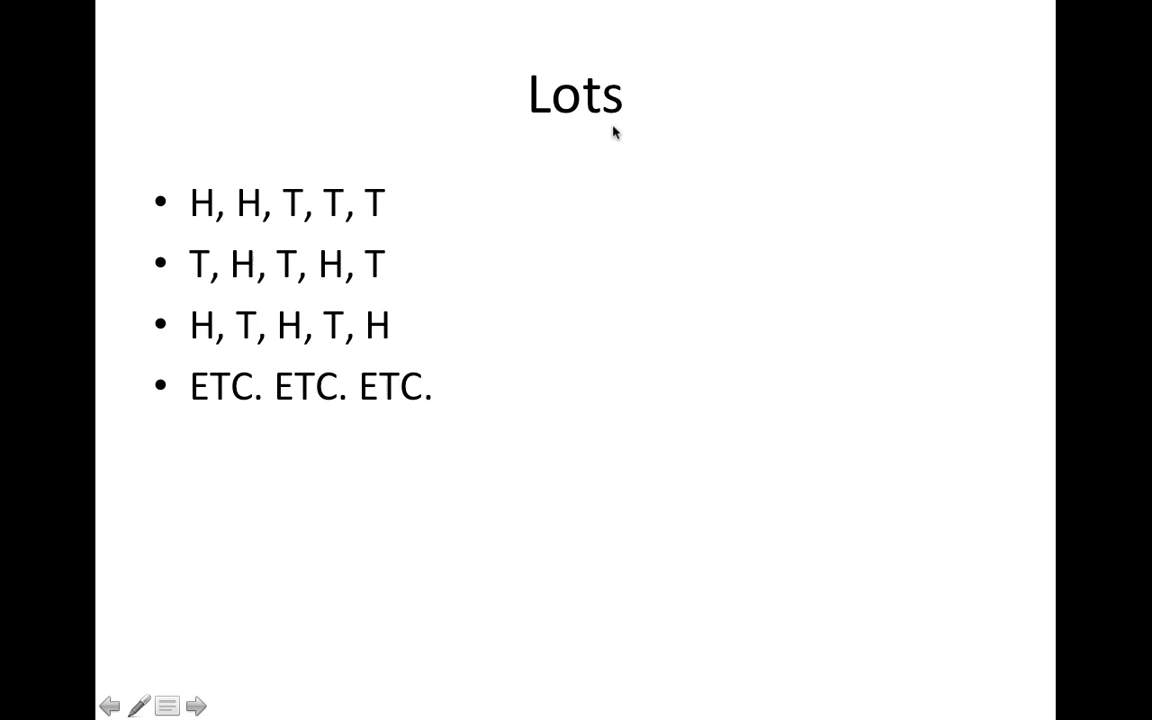 Lots
• H, H, T, T, T
• T, H, T, H, T
• H, T, H, T, H
• ETC. ETC. ETC.